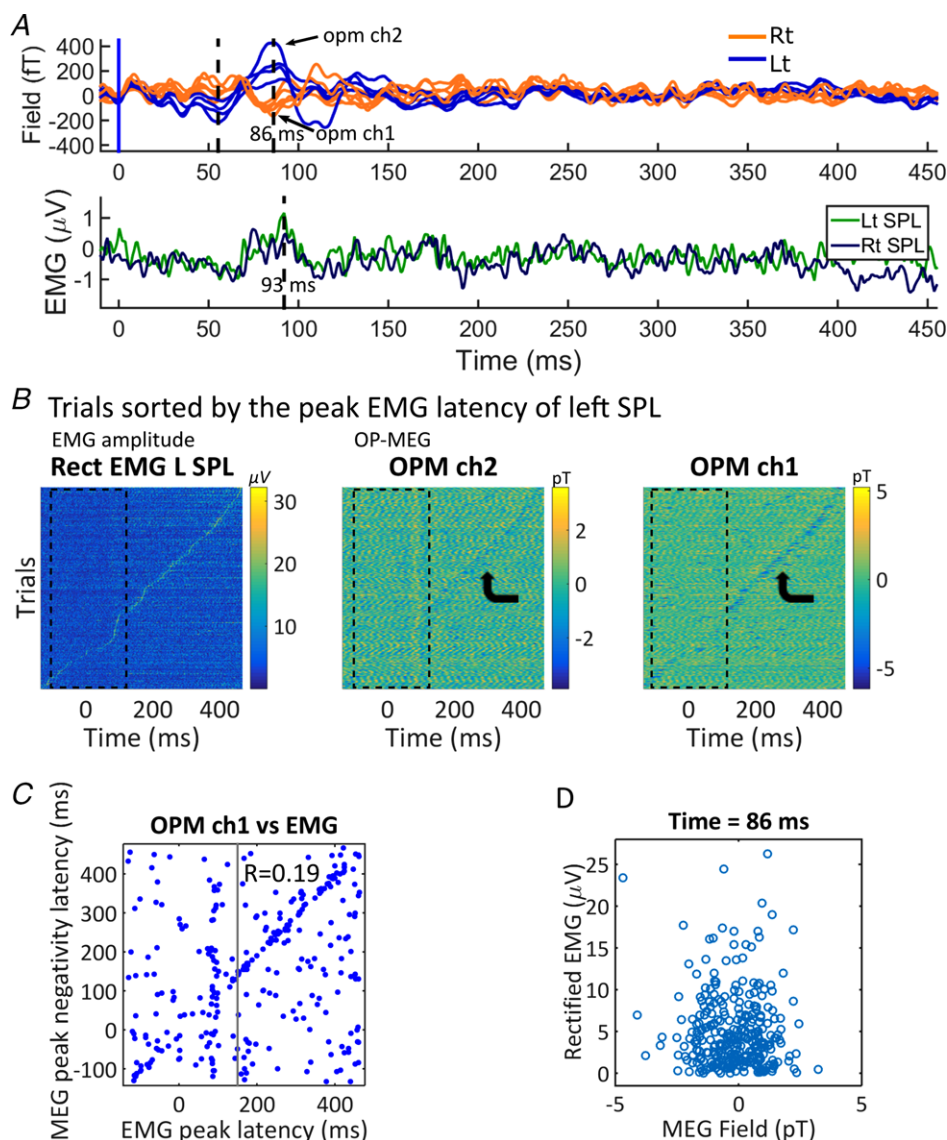 A
Field (fT)
400
200
0
-200
-400
opm ch2
86 ms
opm ch1
Rt
Lt
0 50 100 150 200 250 300 350 400 450
EMG (μV)
1
0
-1
93 ms
Lt SPL
Rt SPL
0 50 100 150 200 250 300 350 400 450
Time (ms)
B Trials sorted by the peak EMG latency of left SPL
EMG amplitude
Rect EMG L SPL
μV
30
20
10
Trials
0 200 400
Time (ms)
OP-MEG
OPM ch2
pT
2
0
-2
0 200 400
Time (ms)
OPM ch1
pT
5
0
-5
0 200 400
Time (ms)
C
OPM ch1 vs EMG
MEG peak negativity latency (ms)
400
300
200
100
0
-100
R=0.19
0 200 400
EMG peak latency (ms)
D
Time = 86 ms
Rectified EMG (μV)
25
20
15
10
5
0
-5 0 5
MEG Field (pT)